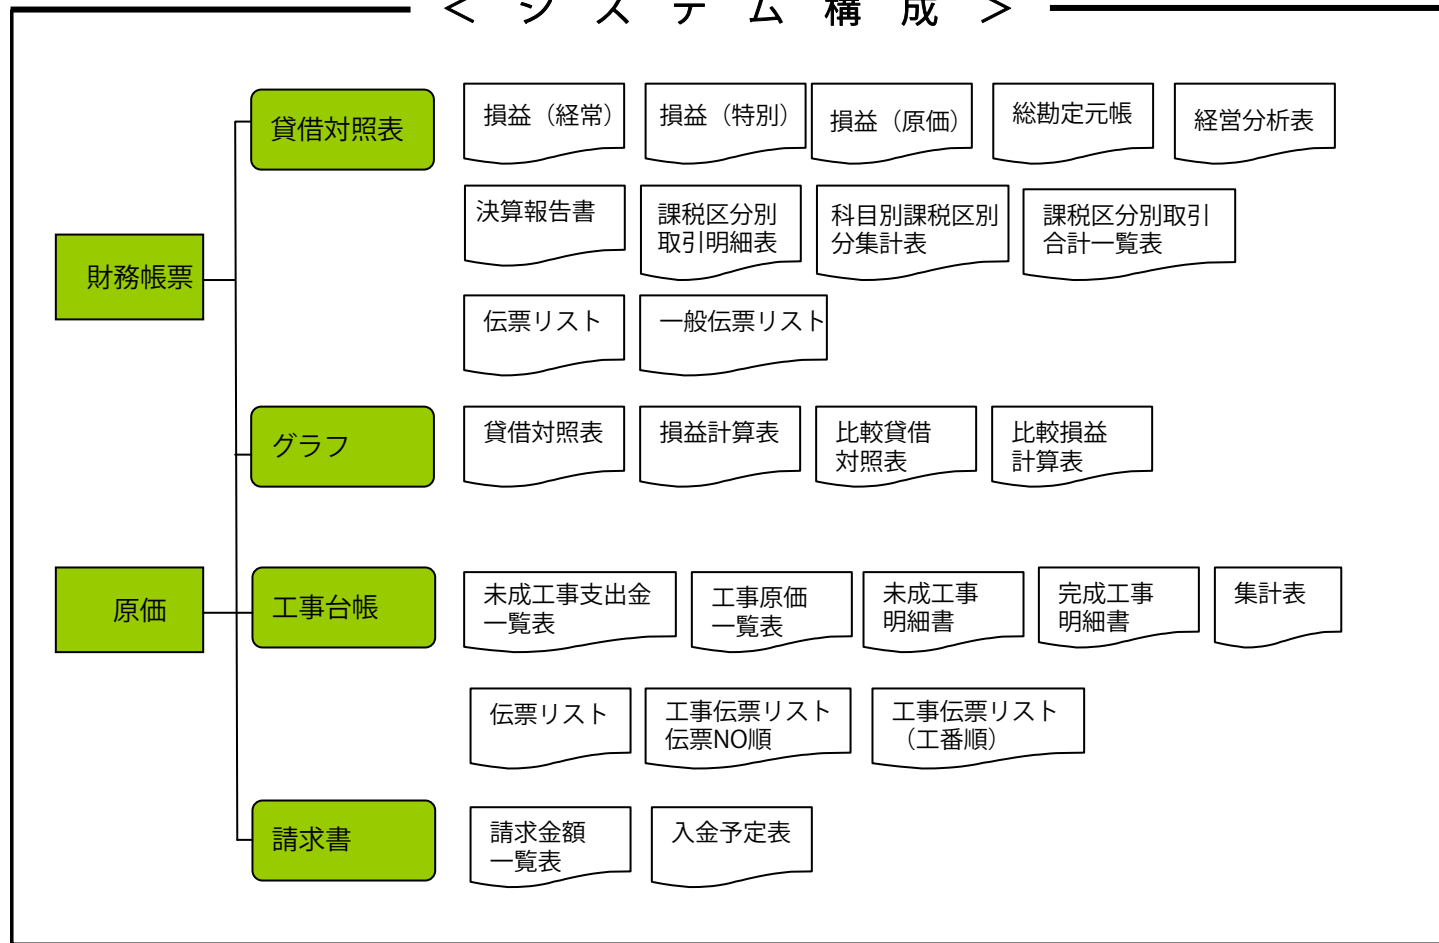 ＜ シ ス テ ム 構 成 ＞
貸借対照表
損益（経常）
損益（特別）
損益（原価）
総勘定元帳
経営分析表
決算報告書
課税区分別
取引明細表
科目別課税区別
分集計表
課税区分別取引
合計一覧表
財務帳票
伝票リスト
一般伝票リスト
グラフ
貸借対照表
損益計算表
比較貸借
対照表
比較損益
計算表
原価
工事台帳
未成工事支出金
一覧表
工事原価
一覧表
未成工事
明細書
完成工事
明細書
集計表
伝票リスト
工事伝票リスト
伝票NO順
工事伝票リスト
（工番順）
請求書
請求金額
一覧表
入金予定表